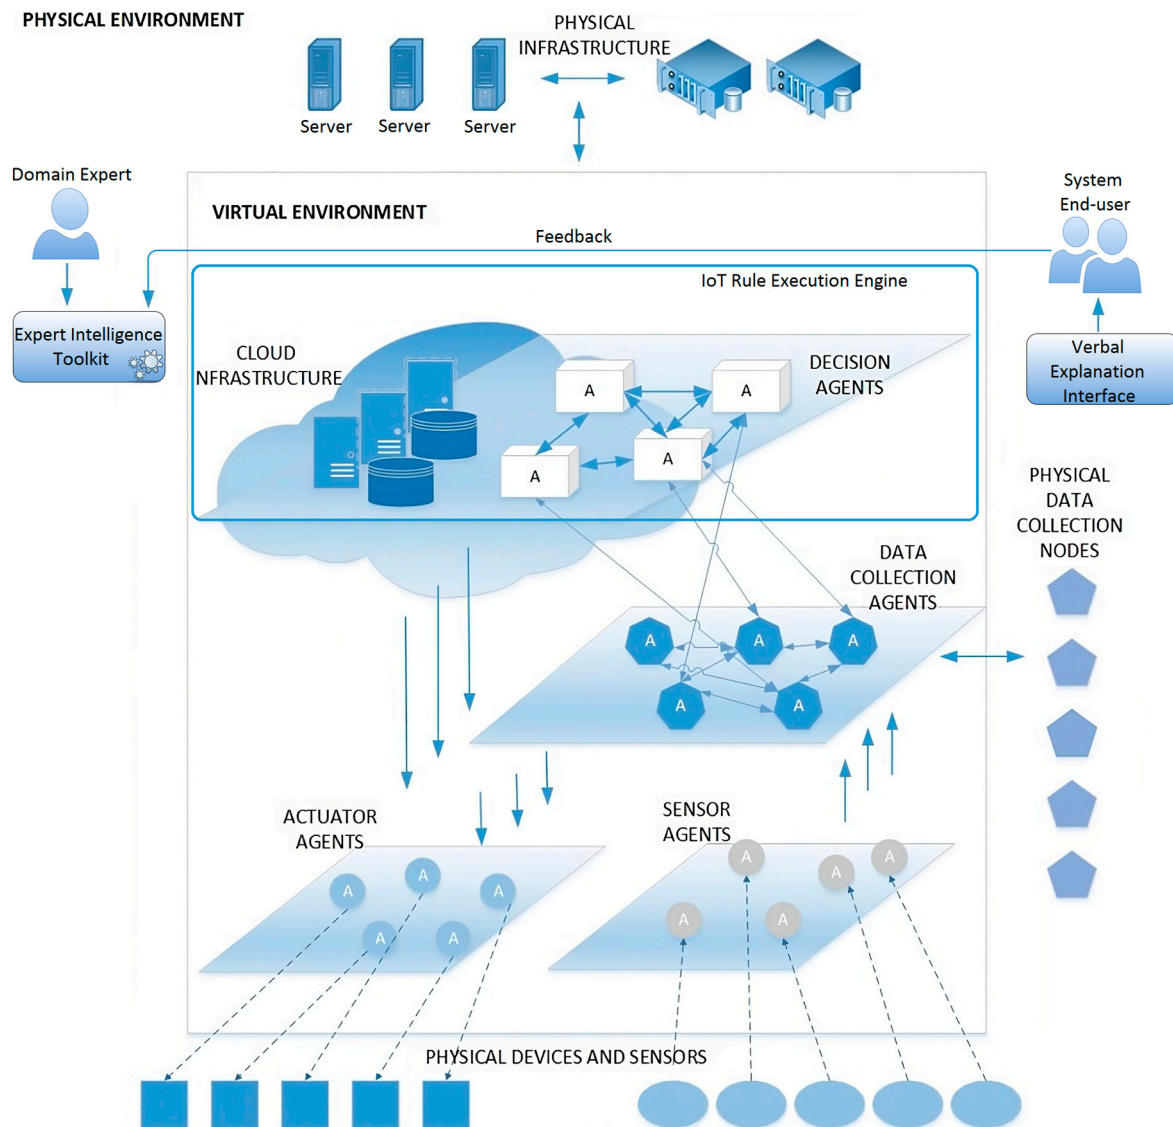 PHYSICAL ENVIRONMENT
PHYSICAL
INFRASTRUCTURE
Server
Server
Server
Domain Expert
System
End-user
VIRTUAL ENVIRONMENT
Feedback
IoT Rule Execution Engine
Expert Intelligence
Toolkit
CLOUD
NFRASTRUCTURE
DECISION
AGENTS
Verbal
Explanation
Interface
A
A
A
A
PHYSICAL
DATA
COLLECTION
NODES
DATA
COLLECTION
AGENTS
A
A
A
A
A
ACTUATOR
AGENTS
SENSOR
AGENTS
A
A
A
A
A
A
A
A
A
A
PHYSICAL DEVICES AND SENSORS